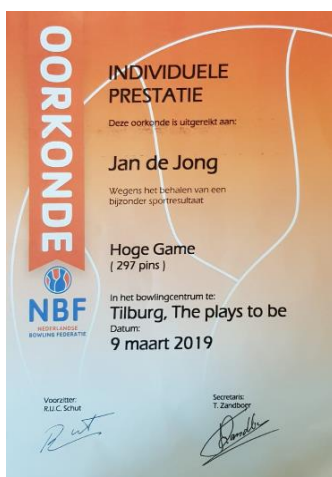 OORKONDE
INDIVIDUELE
PRESTATIE
Deze oorkonde is uitgereikt aan:
Jan de Jong
Wegens het behalen van een
bijzonder sportresultaat
Hoge Game
( 297 pins )
NBF
NEDERLANDSE
BOWLING FEDERATIE
In het bowlingcentrum te:
Tilburg, The plays to be
Datum:
9 maart 2019
Voorzitter:
R.IJ.C. Schut
Secretaris:
T. Zandboer